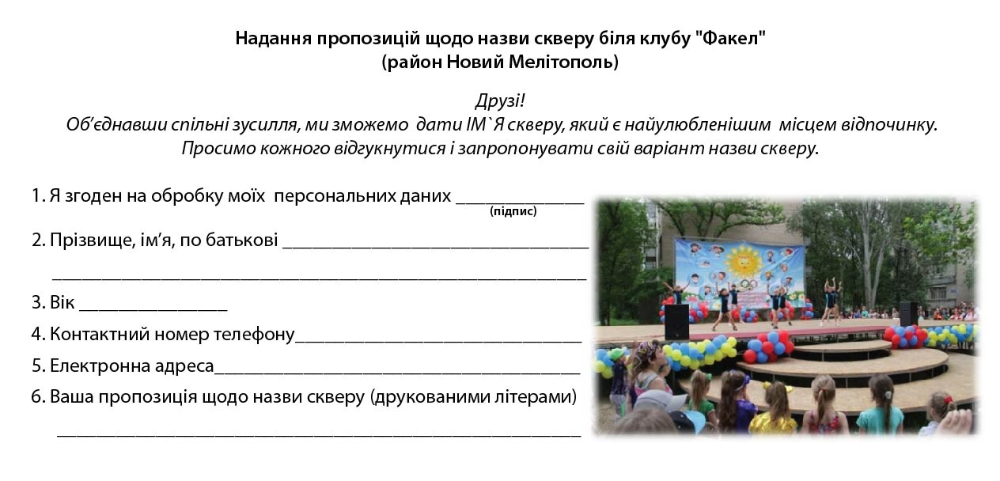 Надання пропозицій щодо назви скверу біля клубу "Факел"
(район Новий Мелітополь)
Друзі!
Об’єднавши спільні зусилля, ми зможемо дати ІМ`Я скверу, який є найулюбленішим місцем відпочинку.
Просимо кожного відгукнутися і запропонувати свій варіант назви скверу.
1. Я згоден на обробку моїх персональних даних _____________
(підпис)
2. Прізвище, ім’я, по батькові _______________________________
______________________________________________________
3. Вік _______________
4. Контактний номер телефону_____________________________
5. Електронна адреса_____________________________________
6. Ваша пропозиція щодо назви скверу (друкованими літерами)
_____________________________________________________